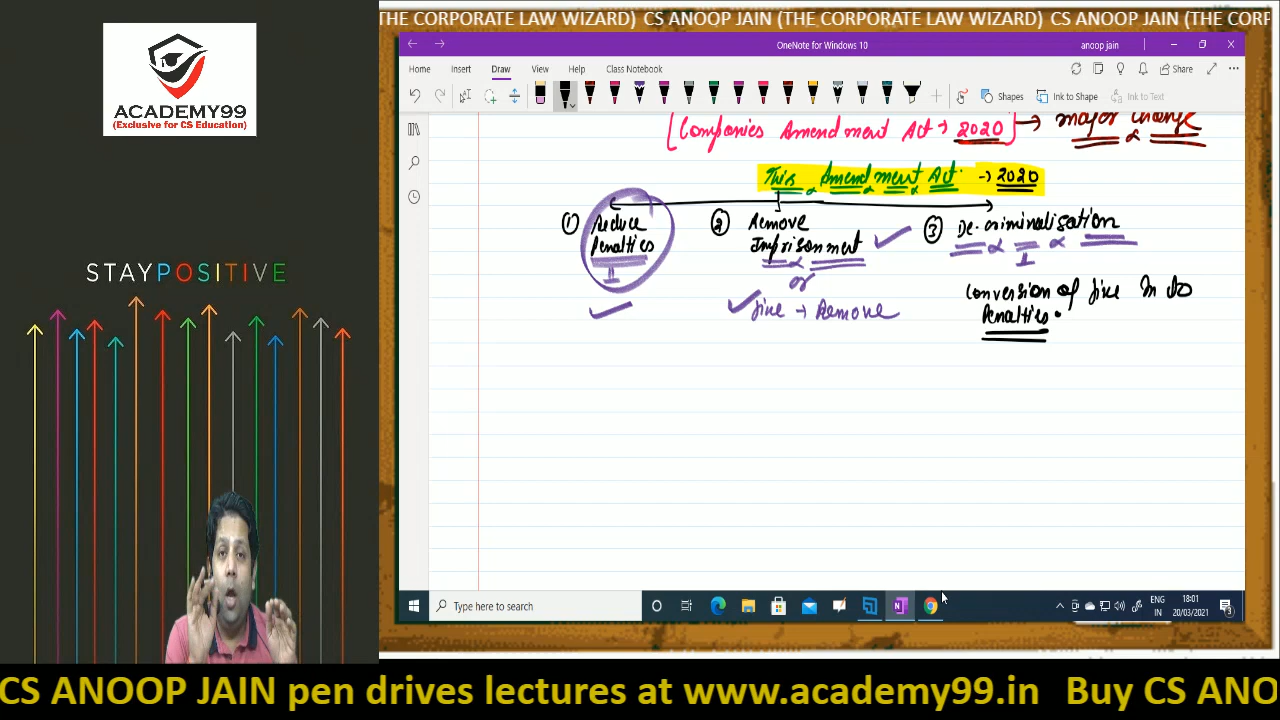 THE CORPORATE LAW WIZARD) CS ANOOP JAIN (THE CORPORATE LAW WIZARD) CS ANOOP JAIN (THE CORP
ACADEMY99
(Exclusive for CS Education)
OneNote for Windows 10
anoop jain
Home Insert Draw View Help Class Notebook
Share
Shapes
Ink to Shape
Ink to Text
[Companies Amendment Act → 2020] → major change
This Amendment Act → 2020
① Reduce Penalties
② Remove Imprisonment
or
fine → Remove
③ De-criminalisation
Conversion of fine in to
Penalties.
STAYPOSITIVE
Type here to search
ENG
IN
18:01
20/03/2021
3
CS ANOOP JAIN pen drives lectures at www.academy99.in Buy CS ANO